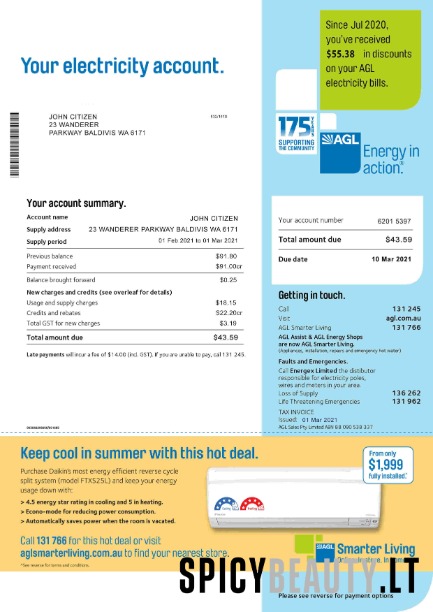 Since Jul 2020,
you've received
$55.38 in discounts
on your AGL
electricity bills.
Your electricity account.
JOHN CITIZEN
23 WANDERER
PARKWAY BALDIVIS WA 6171
175 YEARS
SUPPORTING
THE COMMUNITY
AGL
Energy in
action.
Your account summary.
Account name JOHN CITIZEN
Supply address 23 WANDERER PARKWAY BALDIVIS WA 6171
Supply period 01 Feb 2021 to 01 Mar 2021
Previous balance $91.80
Payment received $91.00cr
Balance brought forward $0.25
New charges and credits (see overleaf for details)
Usage and supply charges $18.15
Credits and rebates $22.20cr
Total GST for new charges $3.19
Total amount due $43.59
Late payments will incur a fee of $14.00 (incl. GST). If you are unable to pay, call 131 245.
Your account number 6201 5397
Total amount due $43.59
Due date 10 Mar 2021
Getting in touch.
Call 131 245
Visit agl.com.au
AGL Smarter Living 131 766
AGL Assist & AGL Energy Shops
are now AGL Smarter Living.
(Appliances, installation, repairs and emergency hot water)
Faults and Emergencies.
Call Energex Limited the distributor
responsible for electricity poles,
wires and meters in your area.
Loss of Supply 136 262
Life Threatening Emergencies 131 962
TAX INVOICE
Issued: 01 Mar 2021
AGL Sales Pty Limited ABN 88 090 538 337
Keep cool in summer with this hot deal.
Purchase Daikin's most energy efficient reverse cycle
split system (model FTXS25L) and keep your energy
usage down with:
> 4.5 energy star rating in cooling and 5 in heating.
> Econo-mode for reducing power consumption.
> Automatically saves power when the room is vacated.
Call 131 766 for this hot deal or visit
aglsmarterliving.com.au to find your nearest store.
*See reverse for terms and conditions.
From only
$1,999
fully installed.*
AGL
Smarter Living
SPICYBEAUTY.LT
Please see reverse for payment options